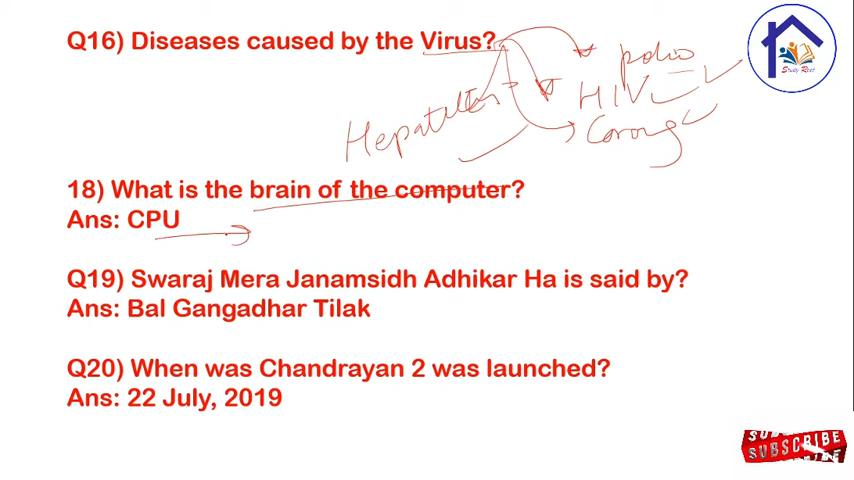 Q16) Diseases caused by the Virus?
polio
HIV
Hepatitis
Corona
18) What is the brain of the computer?
Ans: CPU
Q19) Swaraj Mera Janamsidh Adhikar Ha is said by?
Ans: Bal Gangadhar Tilak
Q20) When was Chandrayan 2 was launched?
Ans: 22 July, 2019
SUBSCRIBE